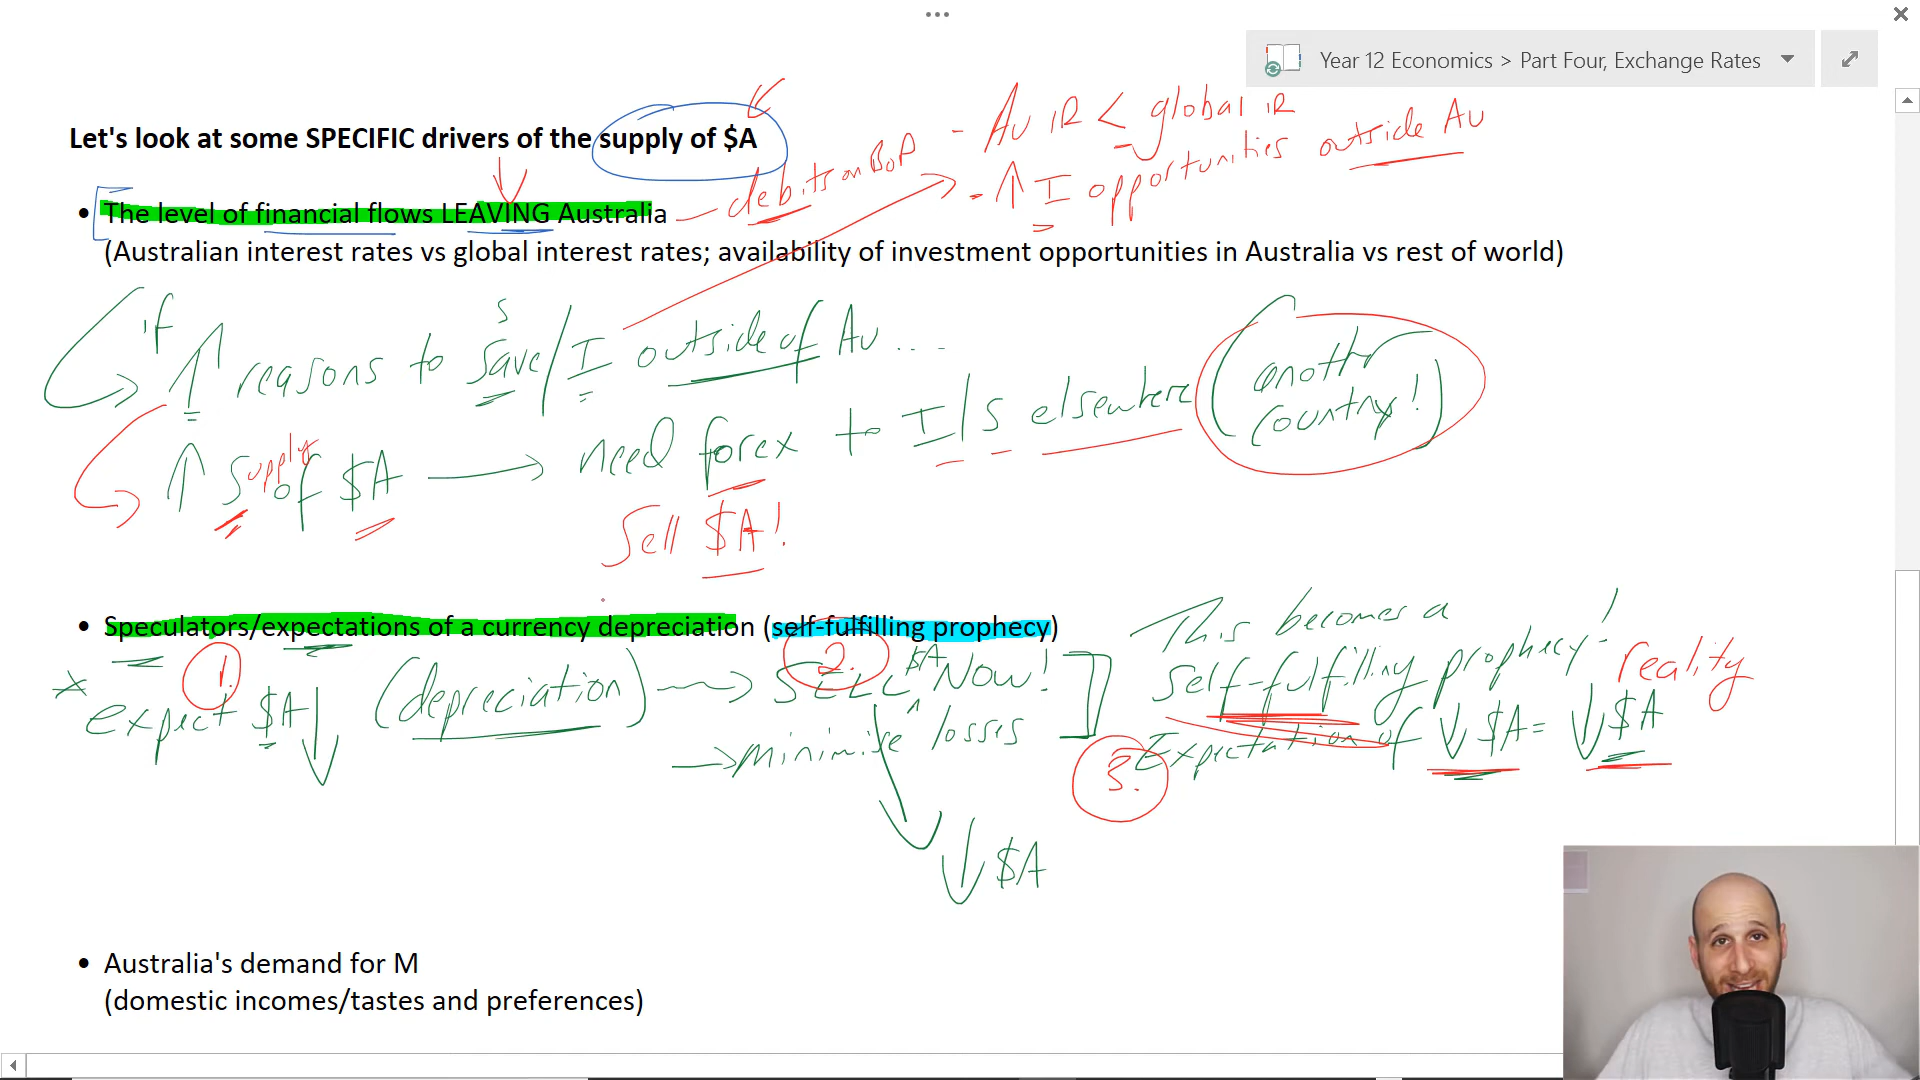 Year 12 Economics > Part Four, Exchange Rates
Let's look at some SPECIFIC drivers of the supply of $A
- Au IR < global IR
- ↑ I opportunities outside Au
• The level of financial flows LEAVING Australia — debits on BoP
(Australian interest rates vs global interest rates; availability of investment opportunities in Australia vs rest of world)
if ↑ reasons to save/I outside of Au ...
S
↑ supply of $A → need forex to I/S elsewhere (another country!)
Sell $A!
• Speculators/expectations of a currency depreciation (self-fulfilling prophecy)
1. 2. 3.
* expect $A ↓ (depreciation) → SELL $A NOW!
→ minimise losses
↓ $A
This becomes a
self-fulfilling prophecy! reality
Expectation of ↓ $A = ↓ $A
• Australia's demand for M
(domestic incomes/tastes and preferences)